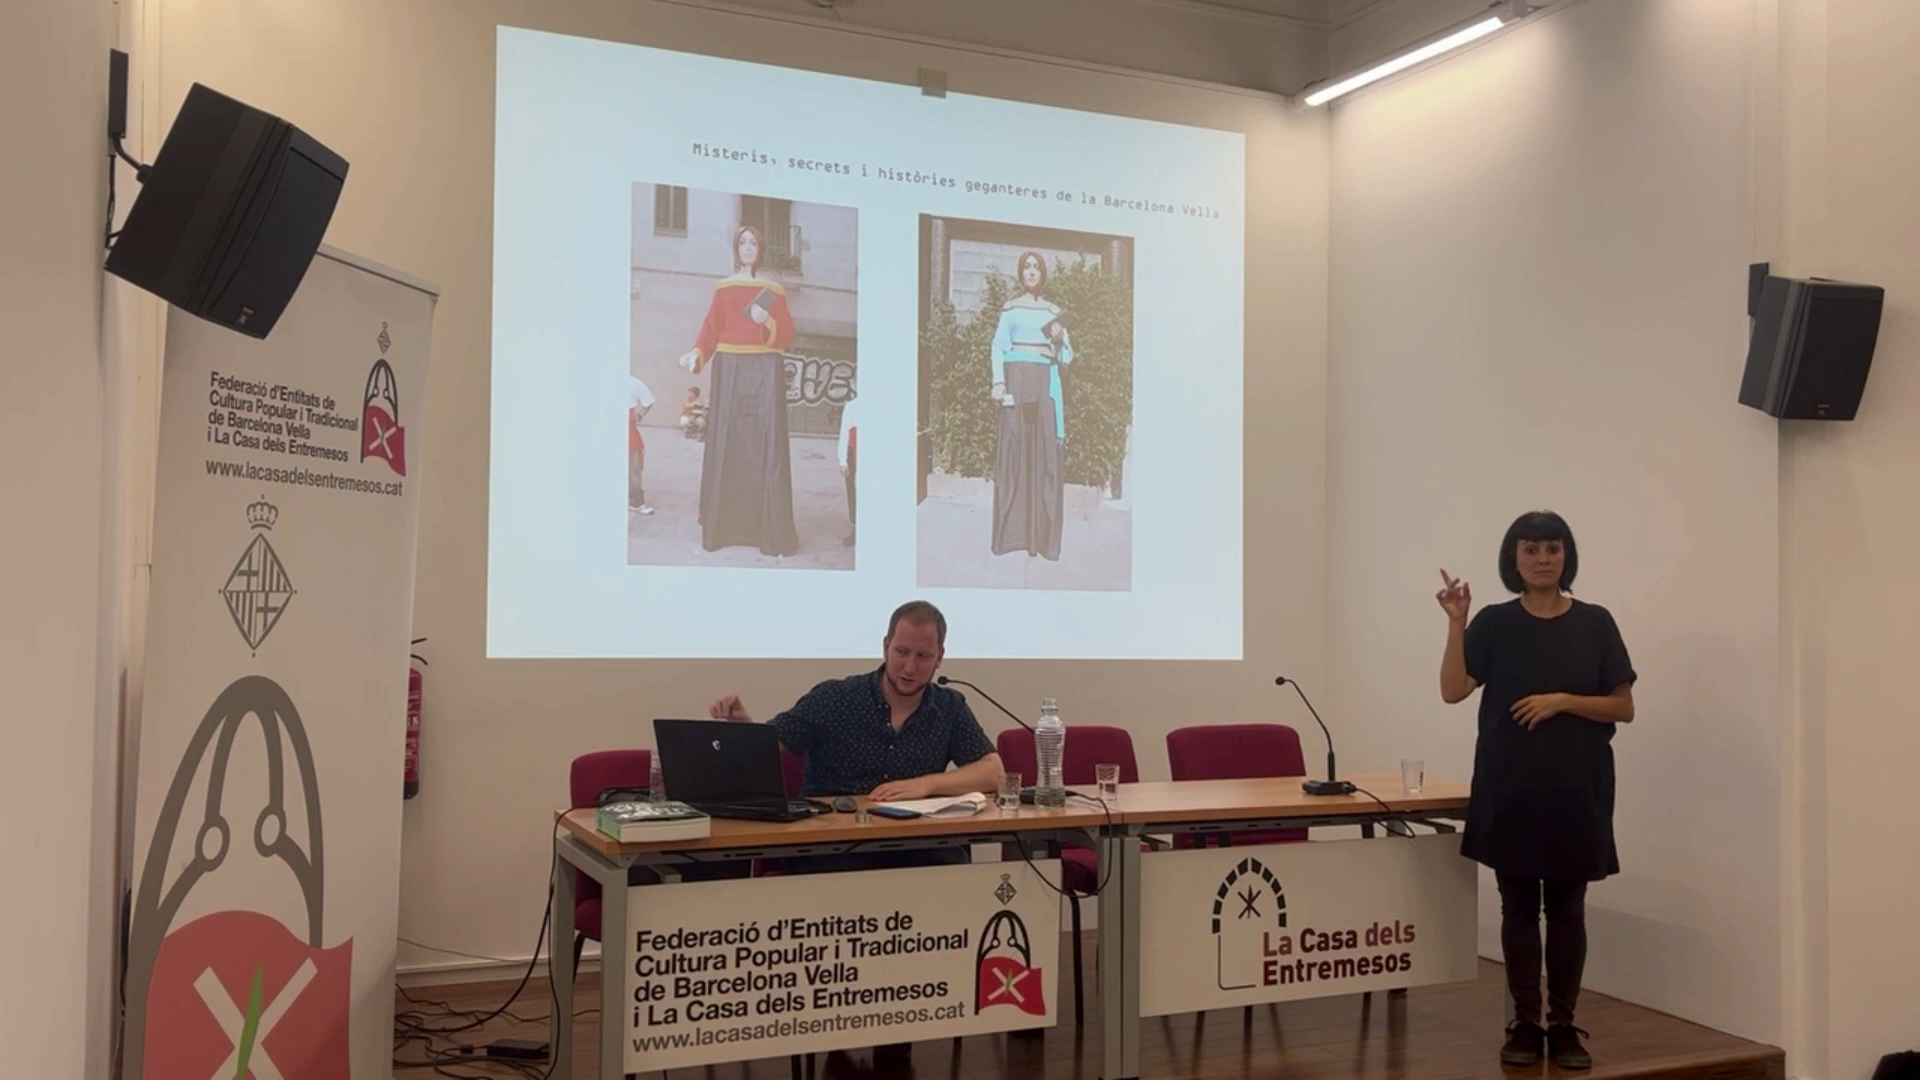 Misteris, secrets i històries geganteres de la Barcelona Vella
Federació d'Entitats de
Cultura Popular i Tradicional
de Barcelona Vella
i La Casa dels Entremesos
www.lacasadelsentremesos.cat
Federació d'Entitats de
Cultura Popular i Tradicional
de Barcelona Vella
i La Casa dels Entremesos
www.lacasadelsentremesos.cat
La Casa dels
Entremesos